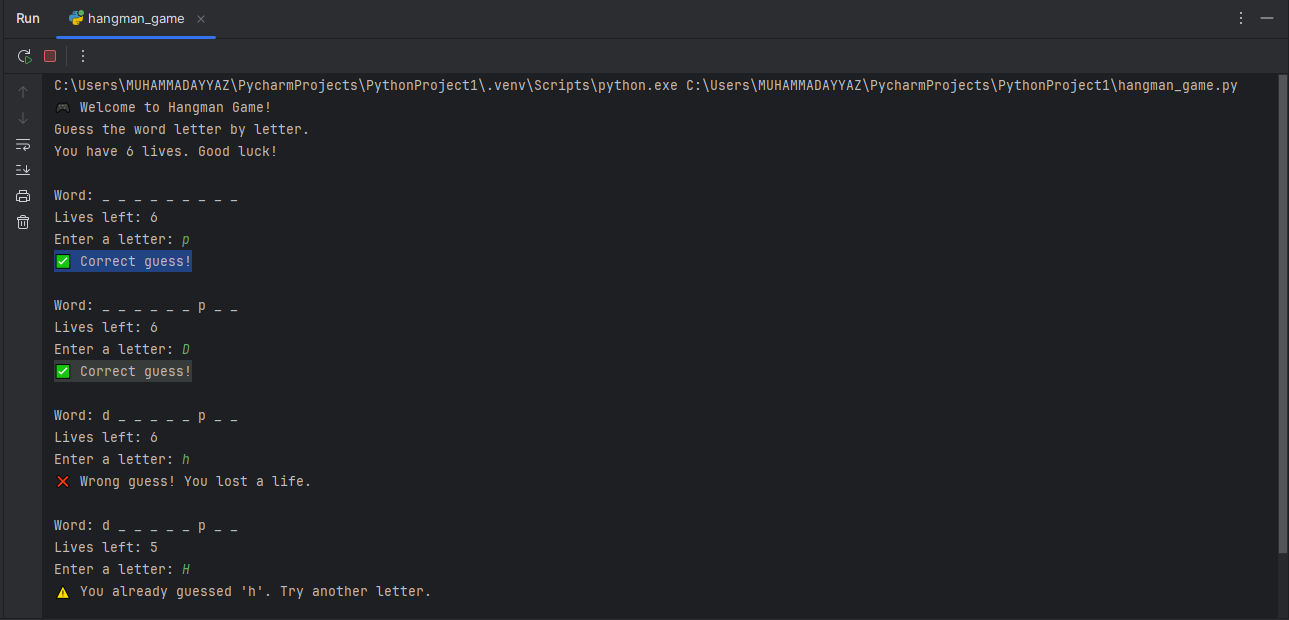 Run hangman_game
C:\Users\MUHAMMADAYYAZ\PycharmProjects\PythonProject1\.venv\Scripts\python.exe C:\Users\MUHAMMADAYYAZ\PycharmProjects\PythonProject1\hangman_game.py
🎮 Welcome to Hangman Game!
Guess the word letter by letter.
You have 6 lives. Good luck!
Word: _ _ _ _ _ _ _ _ _
Lives left: 6
Enter a letter: p
✅ Correct guess!
Word: _ _ _ _ _ _ p _ _
Lives left: 6
Enter a letter: D
✅ Correct guess!
Word: d _ _ _ _ _ p _ _
Lives left: 6
Enter a letter: h
❌ Wrong guess! You lost a life.
Word: d _ _ _ _ _ p _ _
Lives left: 5
Enter a letter: H
⚠️ You already guessed 'h'. Try another letter.